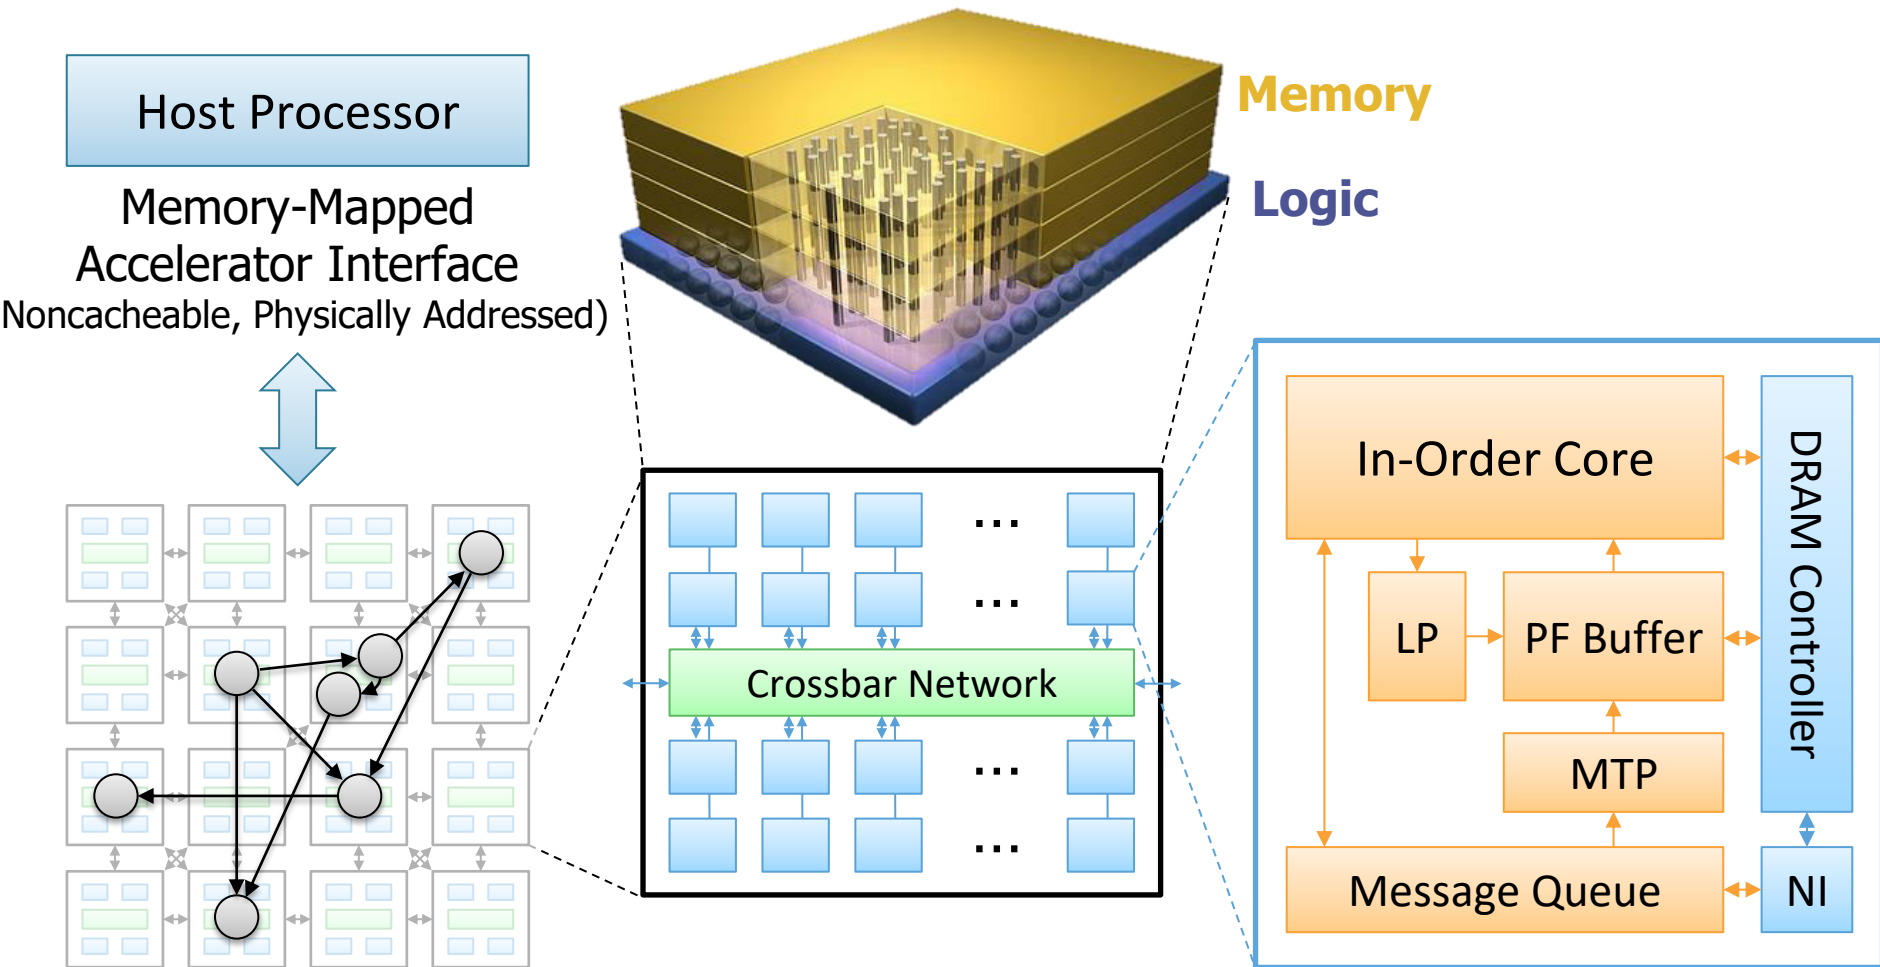 Host Processor
Memory-Mapped
Accelerator Interface
Noncacheable, Physically Addressed)
Memory
Logic
...
...
Crossbar Network
...
...
In-Order Core
LP
PF Buffer
MTP
Message Queue
DRAM Controller
NI